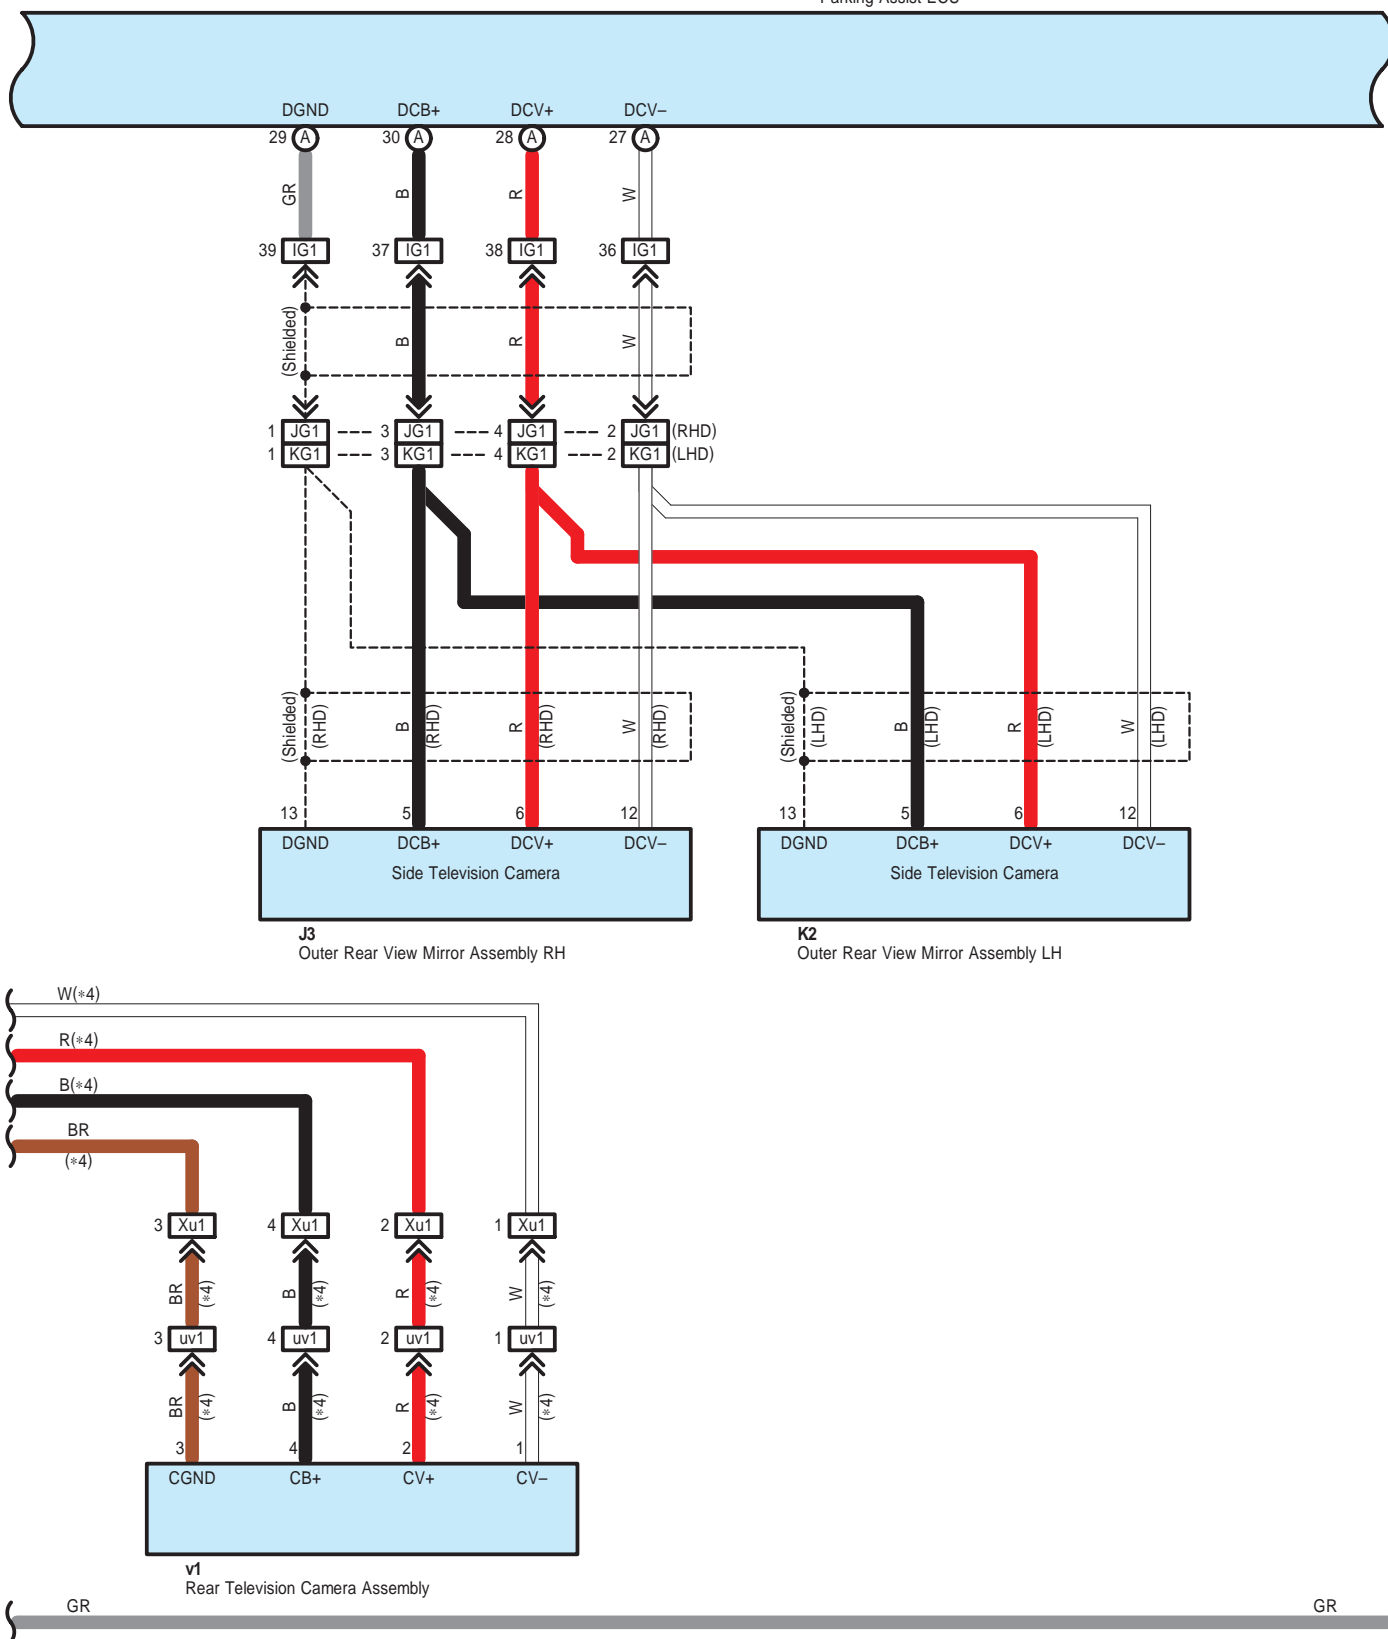 Parking Assist ECU
DGND DCB+ DCV+ DCV–
29 A 30 A 28 A 27 A
GR B R W
39 IG1 37 IG1 38 IG1 36 IG1
(Shielded) B R W
1 JG1 3 JG1 4 JG1 2 JG1 (RHD)
1 KG1 3 KG1 4 KG1 2 KG1 (LHD)
(Shielded) (RHD) B (RHD) R (RHD) W (RHD) (Shielded) (LHD) B (LHD) R (LHD) W (LHD)
13 5 6 12 13 5 6 12
DGND DCB+ DCV+ DCV– DGND DCB+ DCV+ DCV–
Side Television Camera Side Television Camera
J3 K2
Outer Rear View Mirror Assembly RH Outer Rear View Mirror Assembly LH
W(*4)
R(*4)
B(*4)
BR
(*4)
3 Xu1 4 Xu1 2 Xu1 1 Xu1
BR (*4) B (*4) R (*4) W (*4)
3 uv1 4 uv1 2 uv1 1 uv1
BR (*4) B (*4) R (*4) W (*4)
3 4 2 1
CGND CB+ CV+ CV–
v1
Rear Television Camera Assembly
GR GR